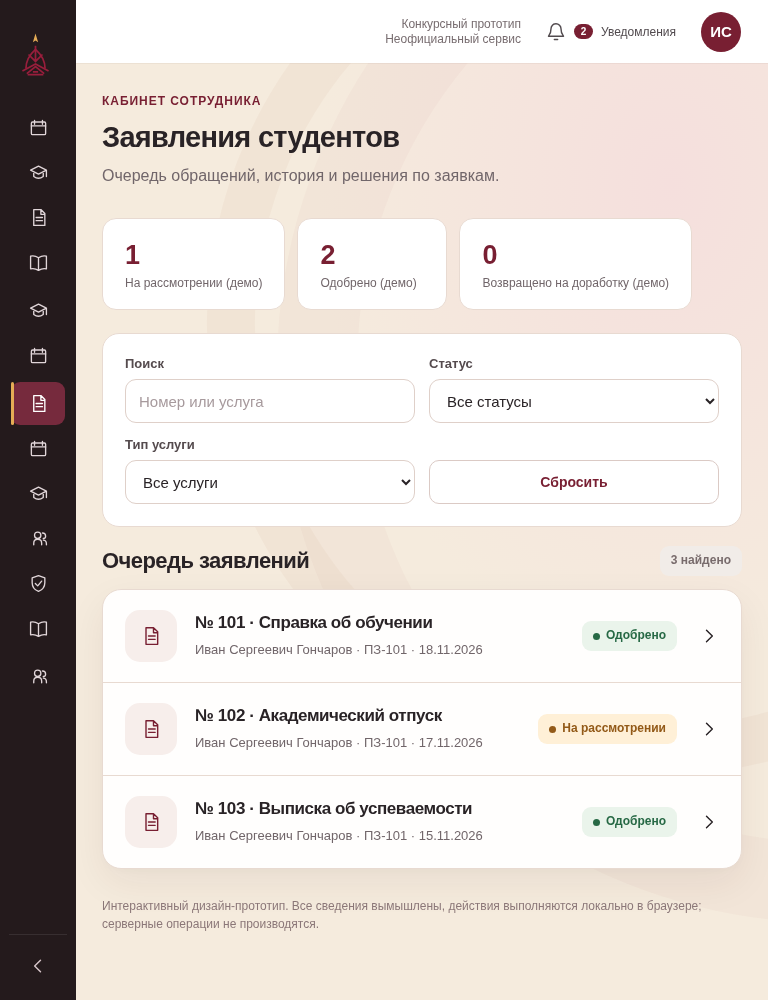 Конкурсный прототип
Неофициальный сервис
2
Уведомления
ИС
КАБИНЕТ СОТРУДНИКА
Заявления студентов
Очередь обращений, история и решения по заявкам.
1
На рассмотрении (демо)
2
Одобрено (демо)
0
Возвращено на доработку (демо)
Поиск
Статус
Номер или услуга
Все статусы
Тип услуги
Все услуги
Сбросить
Очередь заявлений
3 найдено
№ 101 · Справка об обучении
Иван Сергеевич Гончаров · ПЗ-101 · 18.11.2026
Одобрено
№ 102 · Академический отпуск
Иван Сергеевич Гончаров · ПЗ-101 · 17.11.2026
На рассмотрении
№ 103 · Выписка об успеваемости
Иван Сергеевич Гончаров · ПЗ-101 · 15.11.2026
Одобрено
Интерактивный дизайн-прототип. Все сведения вымышлены, действия выполняются локально в браузере;
серверные операции не производятся.